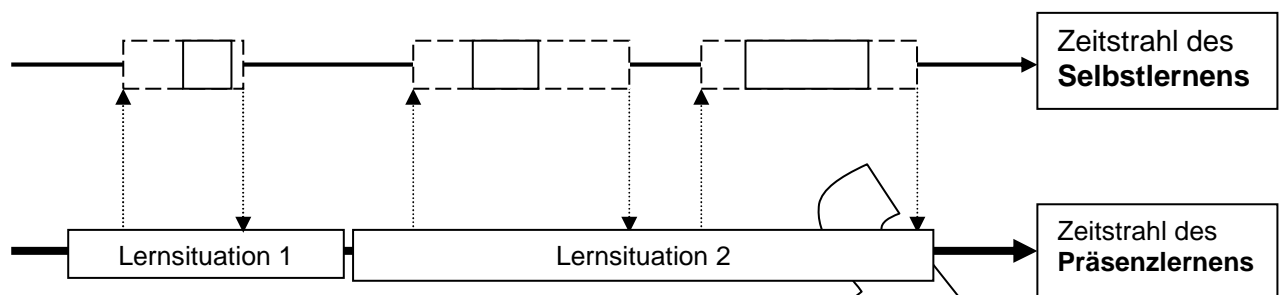 Zeitstrahl des
Selbstlernens
Lernsituation 1
Lernsituation 2
Zeitstrahl des
Präsenzlernens